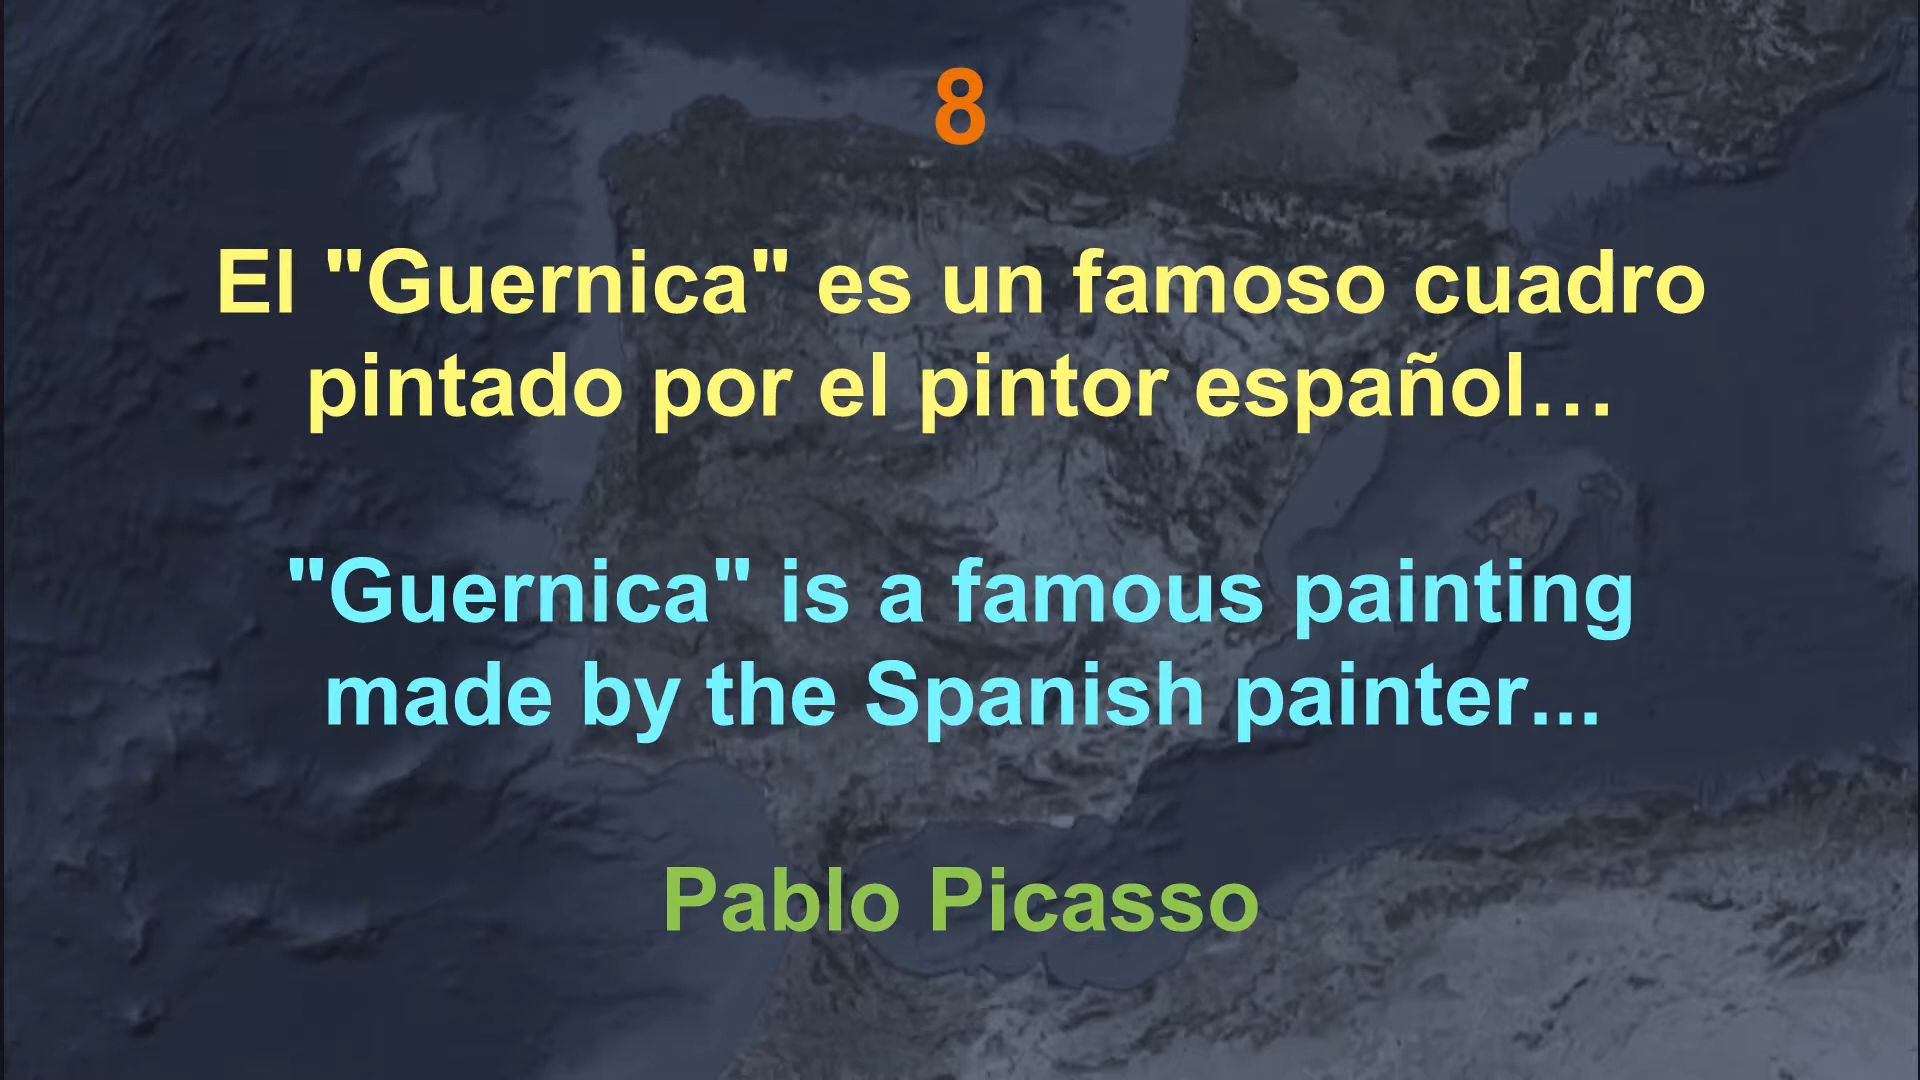 8
El "Guernica" es un famoso cuadro
pintado por el pintor español…
"Guernica" is a famous painting
made by the Spanish painter...
Pablo Picasso